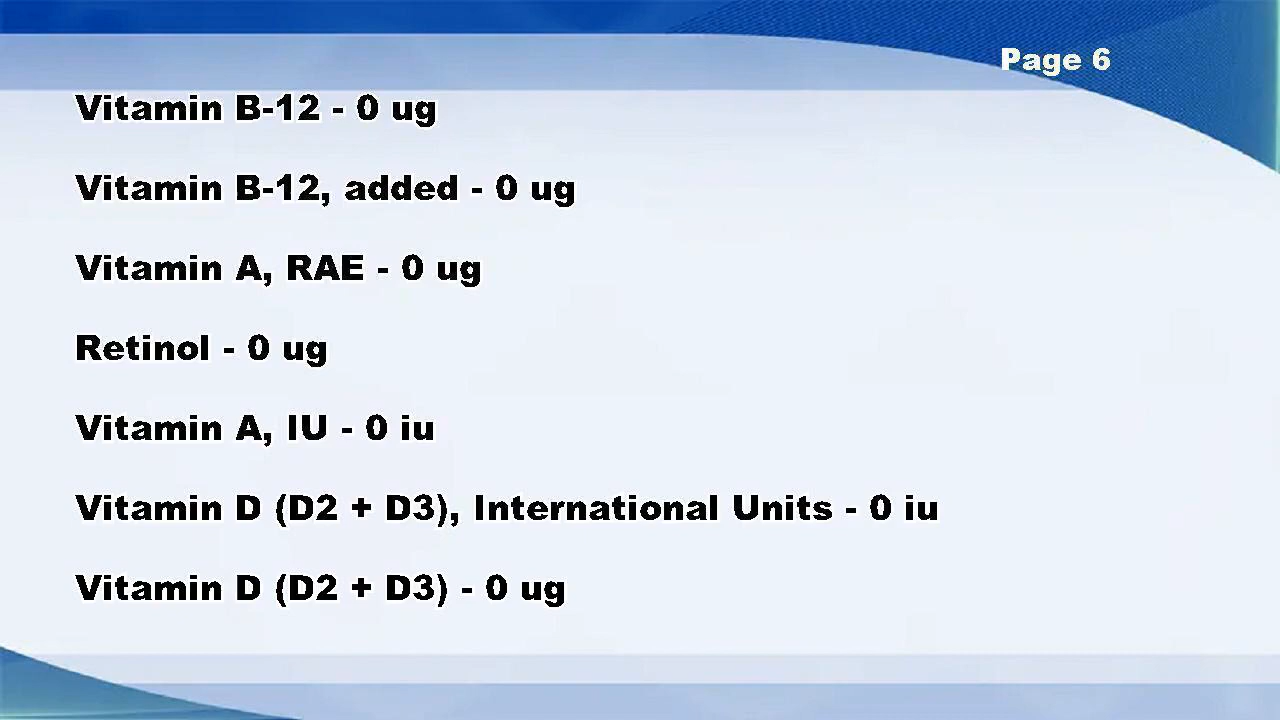 Page 6
Vitamin B-12 - 0 ug
Vitamin B-12, added - 0 ug
Vitamin A, RAE - 0 ug
Retinol - 0 ug
Vitamin A, IU - 0 iu
Vitamin D (D2 + D3), International Units - 0 iu
Vitamin D (D2 + D3) - 0 ug